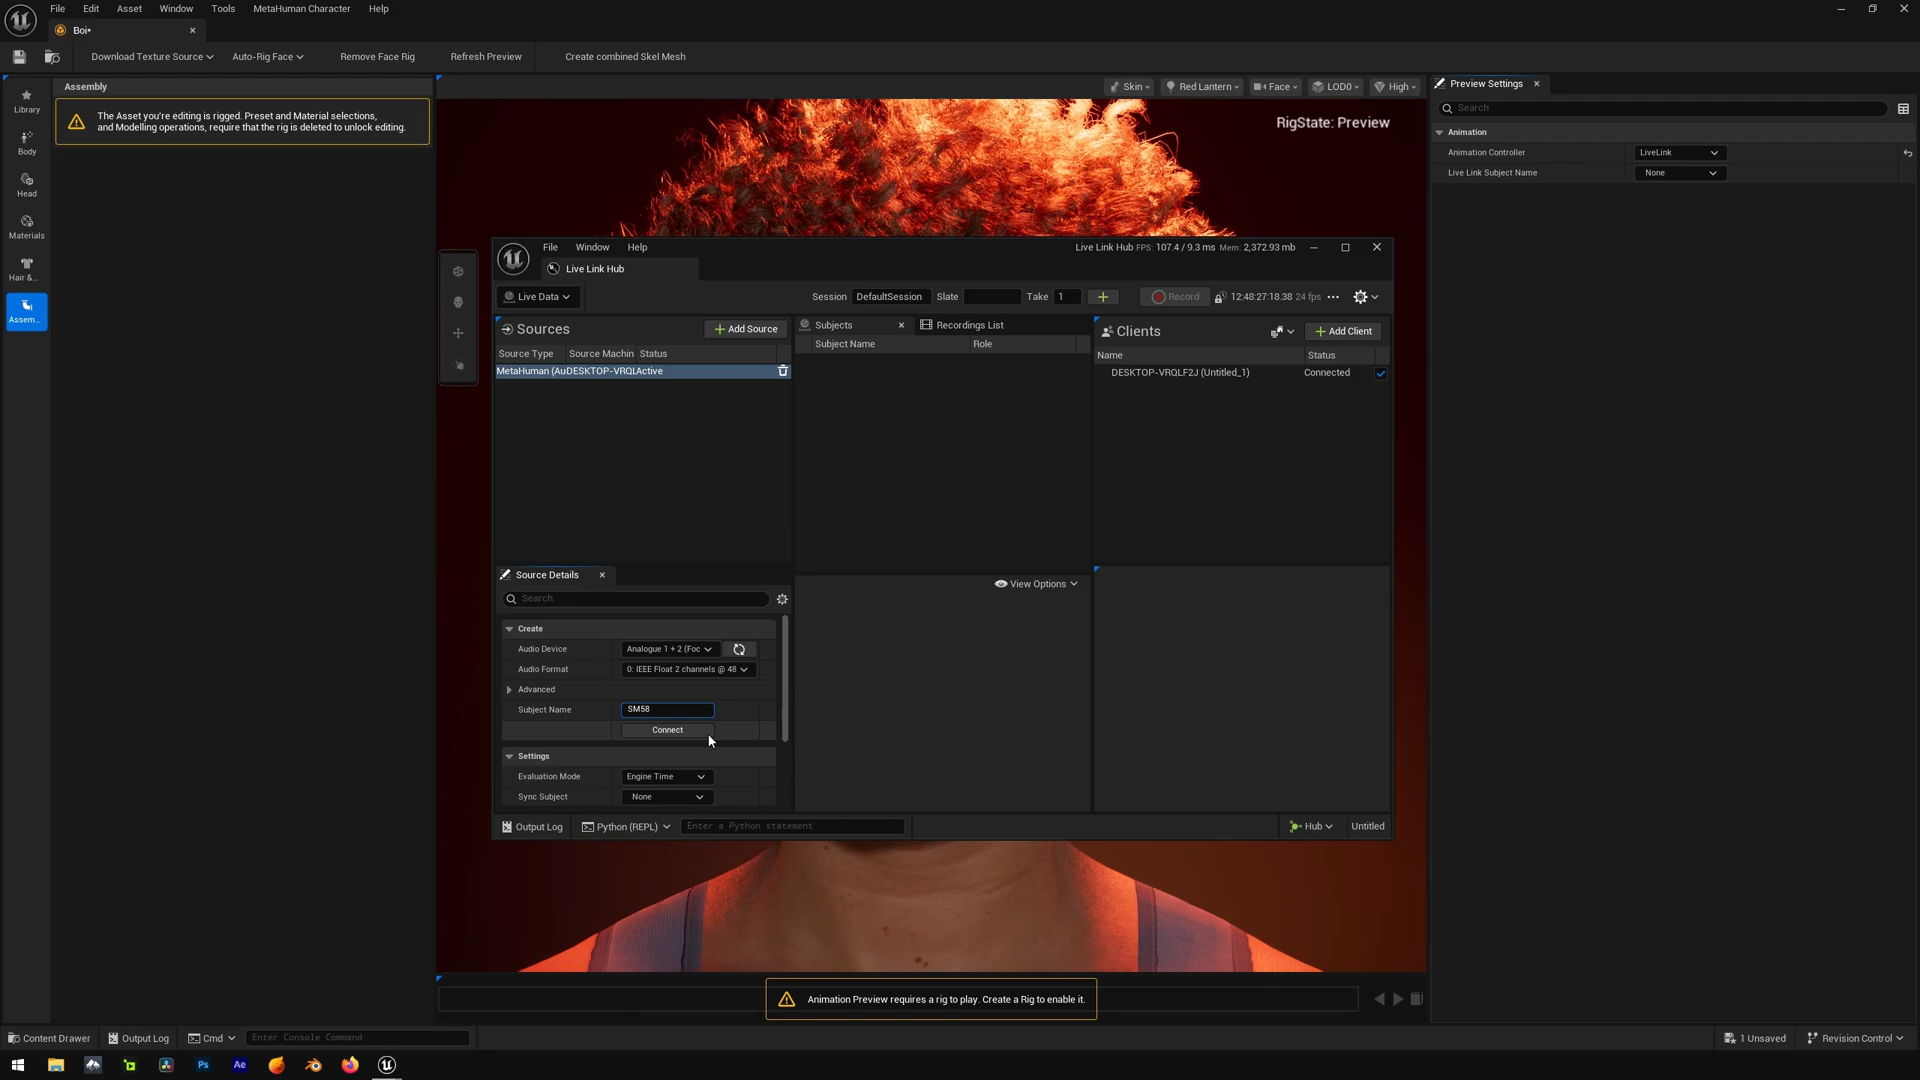 File Edit Asset Window Tools MetaHuman Character Help
Boi•
Download Texture Source Auto-Rig Face Remove Face Rig Refresh Preview Create combined Skel Mesh
Library
Body
Head
Materials
Hair &...
Assem...
Assembly
The Asset you're editing is rigged. Preset and Material selections,
and Modelling operations, require that the rig is deleted to unlock editing.
Skin Red Lantern Face LOD0 High
RigState: Preview
Preview Settings
Search
Animation
Animation Controller LiveLink
Live Link Subject Name None
File Window Help
Live Link Hub FPS: 107.4 / 9.3 ms Mem: 2,372.93 mb
Live Link Hub
Live Data Session DefaultSession Slate Take 1 Record 12:48:27:18.38 24 fps
Sources Add Source
Source Type Source Machin Status
MetaHuman (Au DESKTOP-VRQL Active
Subjects Recordings List
Subject Name Role
Clients Add Client
Name Status
DESKTOP-VRQLF2J (Untitled_1) Connected
Source Details
Search
Create
Audio Device Analogue 1 + 2 (Foc
Audio Format 0: IEEE Float 2 channels @ 48
Advanced
Subject Name SM58
Connect
Settings
Evaluation Mode Engine Time
Sync Subject None
View Options
Output Log Python (REPL) Enter a Python statement Hub Untitled
Animation Preview requires a rig to play. Create a Rig to enable it.
Content Drawer Output Log Cmd Enter Console Command 1 Unsaved Revision Control
Ps Ae